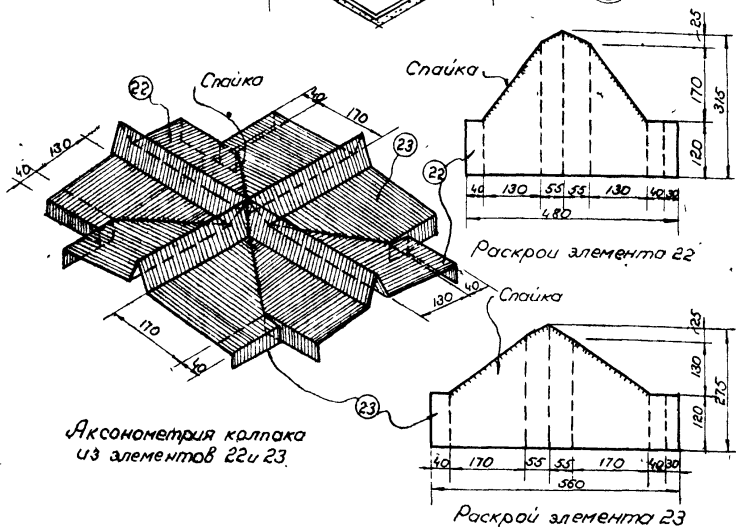 Спайка
22
40
170
130
40
23
22
130
40
170
40
23
Аксонометрия колпака
из элементов 22 и 23.
Спайка
25
170
315
120
40 130 55 55 130 40 30
480
Раскрой элемента 22
Спайка
25
130
275
120
40 170 55 55 170 40 30
560
Раскрой элемента 23